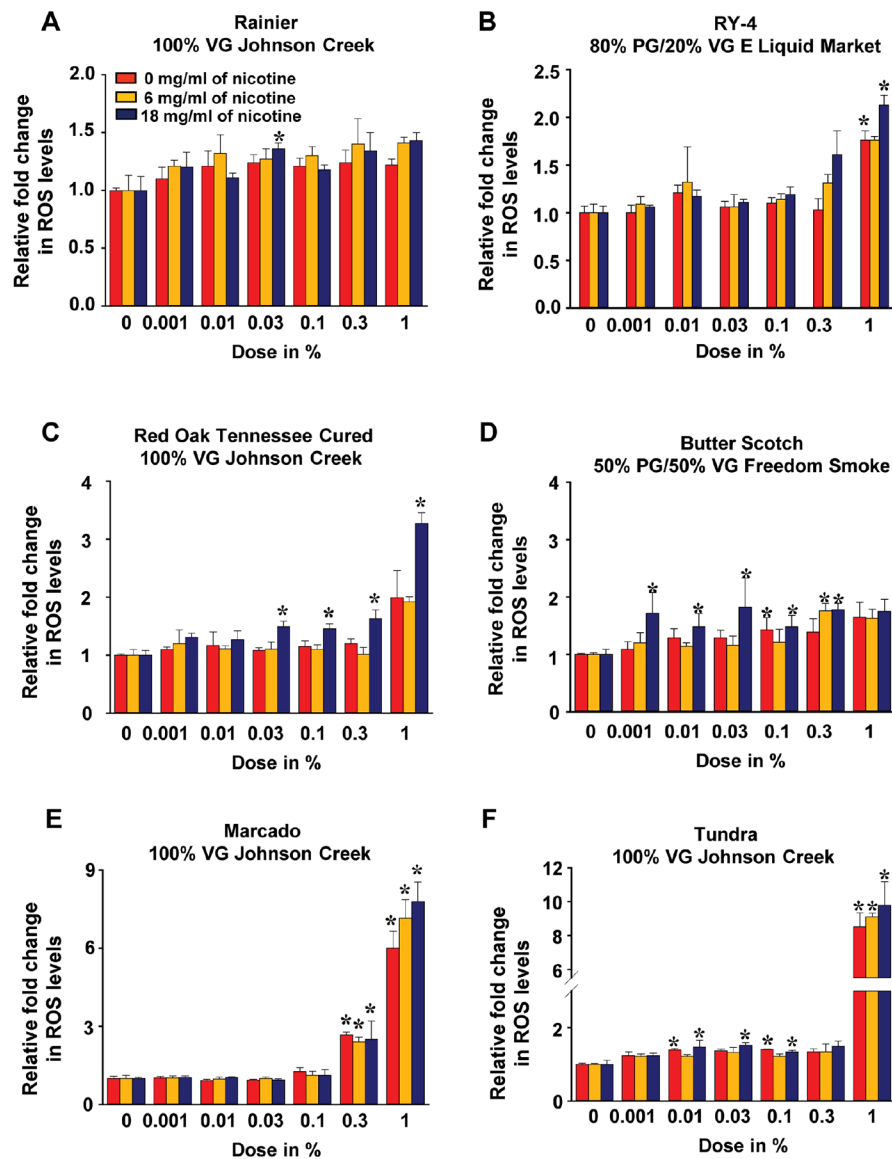 A
Rainier
100% VG Johnson Creek
Relative fold change
in ROS levels
2.0
1.5
1.0
0.5
0.0
0 mg/ml of nicotine
6 mg/ml of nicotine
18 mg/ml of nicotine
*
0 0.001 0.01 0.03 0.1 0.3 1
Dose in %
B
RY-4
80% PG/20% VG E Liquid Market
Relative fold change
in ROS levels
2.5
2.0
1.5
1.0
0.5
0.0
* *
0 0.001 0.01 0.03 0.1 0.3 1
Dose in %
C
Red Oak Tennessee Cured
100% VG Johnson Creek
Relative fold change
in ROS levels
4
3
2
1
0
* * * *
0 0.001 0.01 0.03 0.1 0.3 1
Dose in %
D
Butter Scotch
50% PG/50% VG Freedom Smoke
Relative fold change
in ROS levels
4
3
2
1
0
* * * * * * *
0 0.001 0.01 0.03 0.1 0.3 1
Dose in %
E
Marcado
100% VG Johnson Creek
Relative fold change
in ROS levels
9
6
3
0
* * * * * *
0 0.001 0.01 0.03 0.1 0.3 1
Dose in %
F
Tundra
100% VG Johnson Creek
Relative fold change
in ROS levels
12
10
8
6
2
0
* * * * * * * *
0 0.001 0.01 0.03 0.1 0.3 1
Dose in %